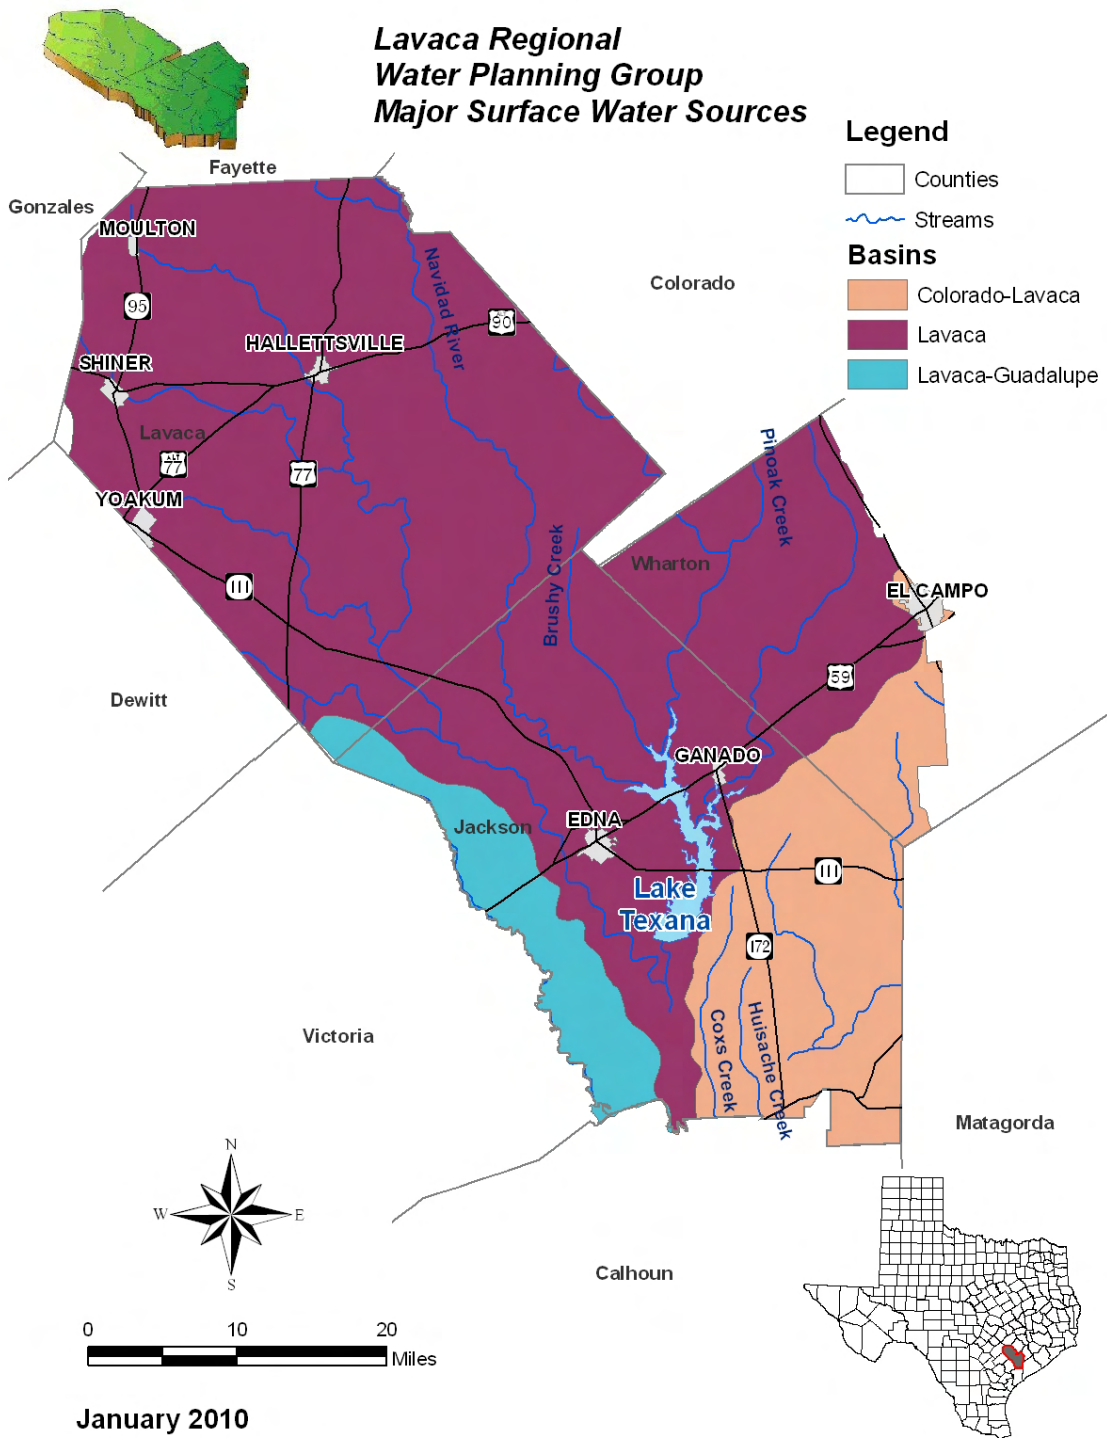 Lavaca Regional
Water Planning Group
Major Surface Water Sources
Legend
Counties
Streams
Basins
Colorado-Lavaca
Lavaca
Lavaca-Guadalupe
Fayette
Gonzales
MOULTON
Colorado
Navidad River
95
90
HALLETTSVILLE
SHINER
Lavaca
ALT
77
77
YOAKUM
Pinoak Creek
Brushy Creek
Wharton
111
EL CAMPO
59
Dewitt
GANADO
EDNA
Jackson
111
Lake
Texana
172
Victoria
Coxs Creek
Huisache Creek
Matagorda
N
W
E
S
Calhoun
0
10
20
Miles
January 2010